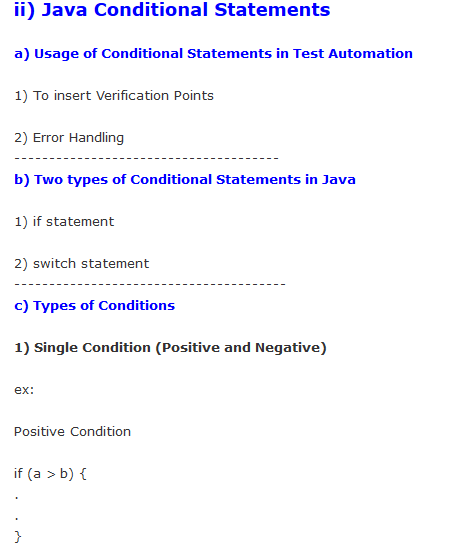 ii) Java Conditional Statements
a) Usage of Conditional Statements in Test Automation
1) To insert Verification Points
2) Error Handling
--------------------------------------
b) Two types of Conditional Statements in Java
1) if statement
2) switch statement
---------------------------------------
c) Types of Conditions
1) Single Condition (Positive and Negative)
ex:
Positive Condition
if (a > b) {
.
.
}